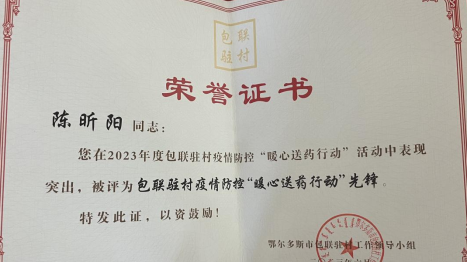 包联
驻村
荣誉证书
陈昕阳 同志：
您在2023年度包联驻村疫情防控“暖心送药行动”活动中表现
突出，被评为包联驻村疫情防控“暖心送药行动”先锋。
特发此证，以资鼓励！
鄂尔多斯市包联驻村工作领导小组